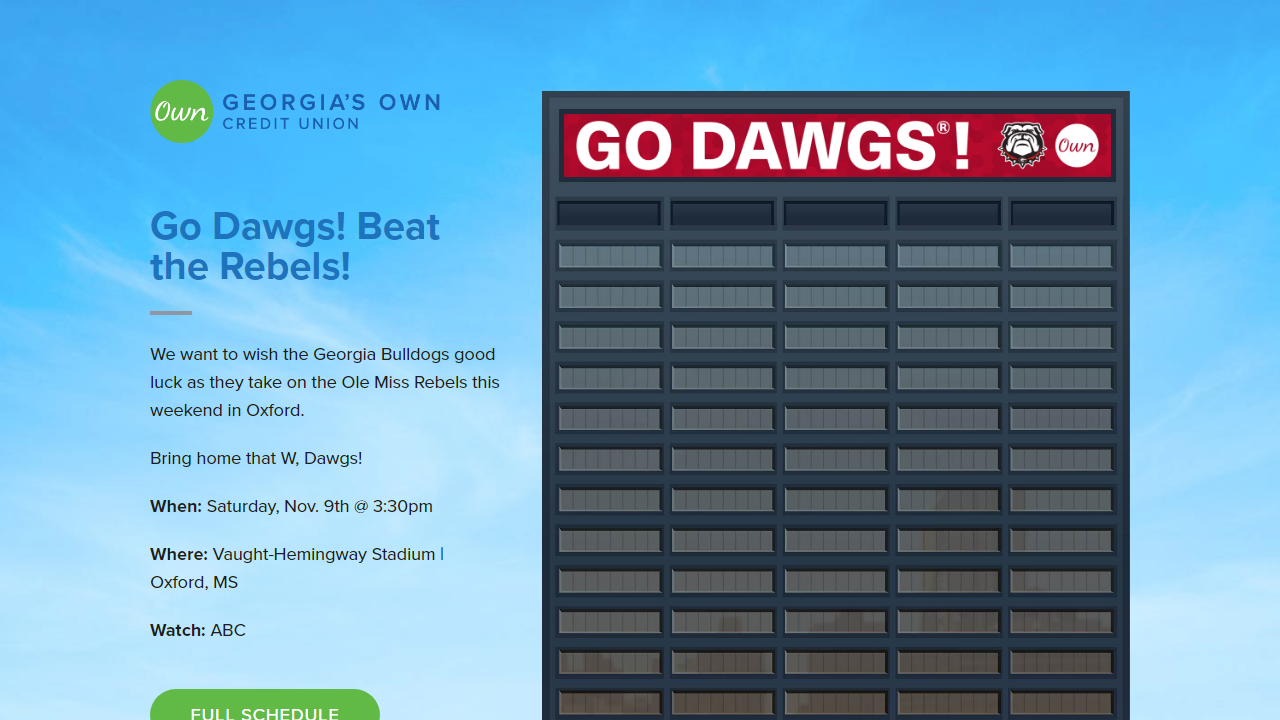 Own
GEORGIA'S OWN
CREDIT UNION
GO DAWGS®!
Own
Go Dawgs! Beat
the Rebels!
We want to wish the Georgia Bulldogs good
luck as they take on the Ole Miss Rebels this
weekend in Oxford.
Bring home that W, Dawgs!
When: Saturday, Nov. 9th @ 3:30pm
Where: Vaught-Hemingway Stadium |
Oxford, MS
Watch: ABC
FULL SCHEDULE